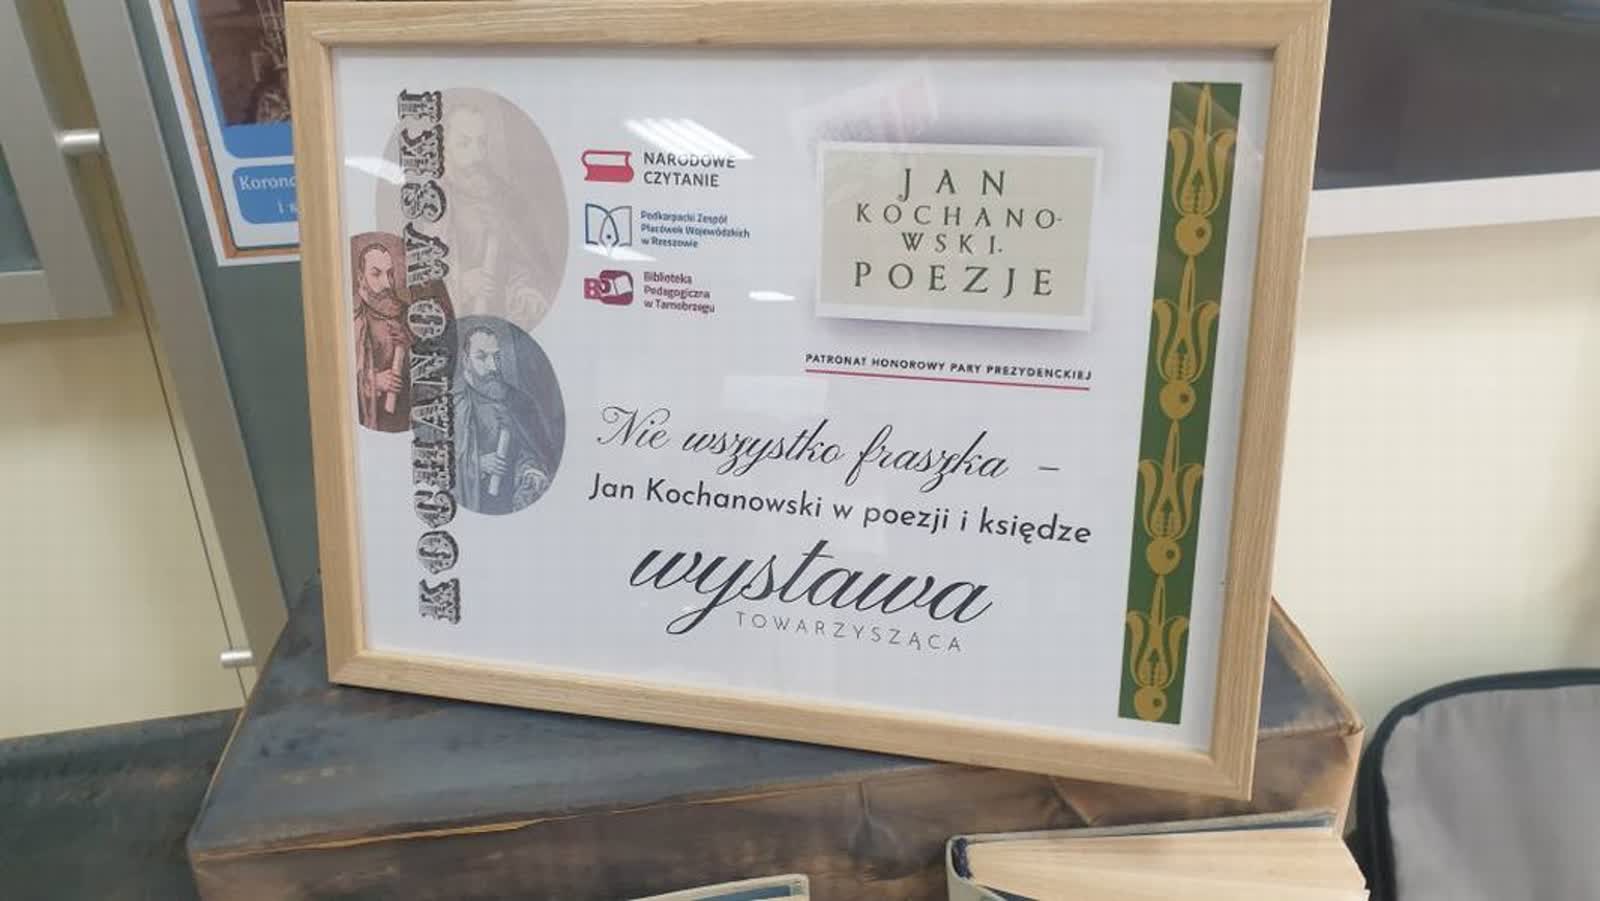 KOCHANOWSKI
NARODOWE
CZYTANIE
Podkarpacki Zespół
Placówek Wojewódzkich
w Rzeszowie
Biblioteka
Pedagogiczna
w Tarnobrzegu
JAN
KOCHANO-
WSKI.
POEZJE
PATRONAT HONOROWY PARY PREZYDENCKIEJ
Nie wszystko fraszka –
Jan Kochanowski w poezji i księdze
wystawa
TOWARZYSZĄCA